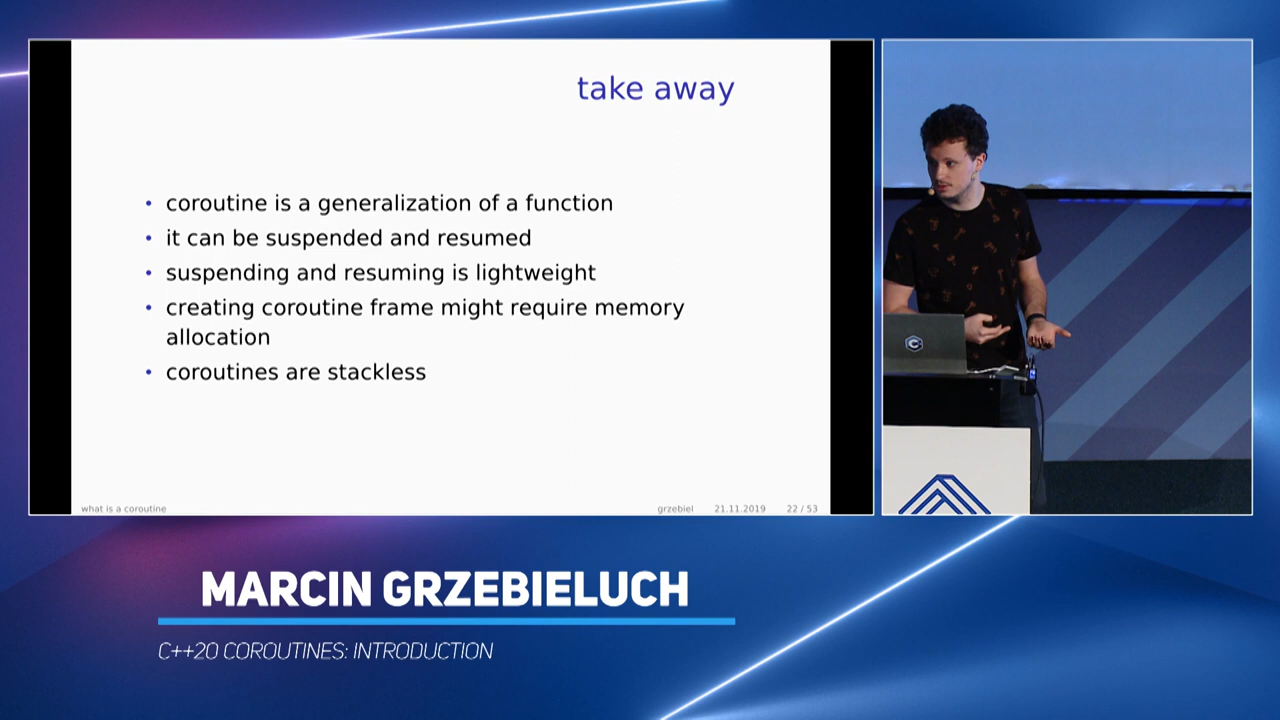 take away
• coroutine is a generalization of a function
• it can be suspended and resumed
• suspending and resuming is lightweight
• creating coroutine frame might require memory
allocation
• coroutines are stackless
what is a coroutine
grzebiel 21.11.2019 22 / 53
MARCIN GRZEBIELUCH
C++20 COROUTINES: INTRODUCTION